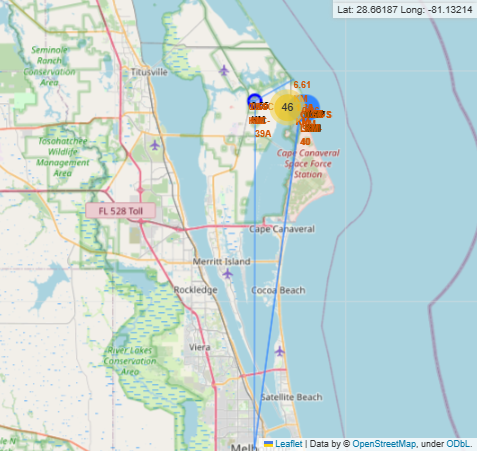 Lat: 28.66187 Long: -81.13214
Seminole
Ranch
Conservation
Area
Titusville
6.61
46
39A
40
Tosohatchee
Wildlife
Management
Area
Cape Canaveral
Space Force
Station
FL 528 Toll
Cape Canaveral
Merritt Island
Rockledge
Cocoa Beach
Viera
River Lakes
Conservation
Area
Satellite Beach
Leaflet | Data by © OpenStreetMap, under ODbL.